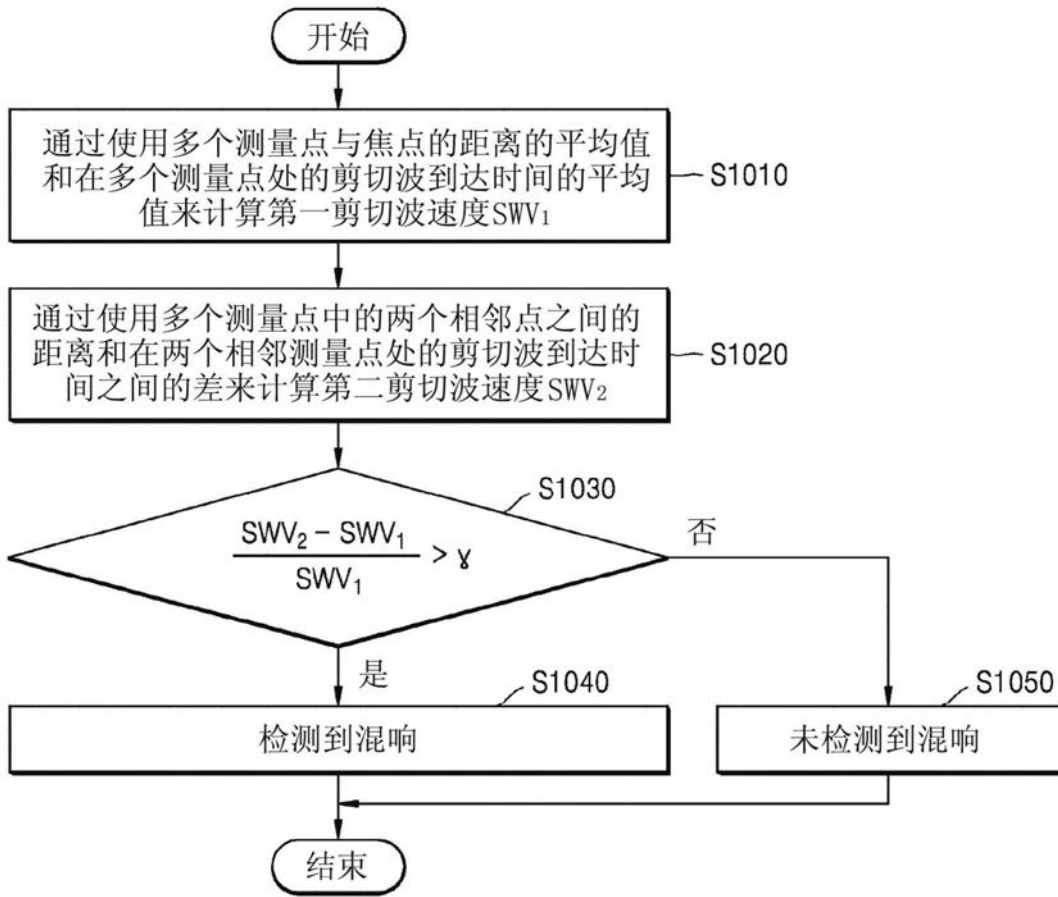 开始
通过使用多个测量点与焦点的距离的平均值
和在多个测量点处的剪切波到达时间的平均
值来计算第一剪切波速度SWV₁
S1010
通过使用多个测量点中的两个相邻点之间的
距离和在两个相邻测量点处的剪切波到达时
间之间的差来计算第二剪切波速度SWV₂
S1020
S1030
SWV₂ − SWV₁
SWV₁
> ɣ
否
是
S1040
检测到混响
S1050
未检测到混响
结束